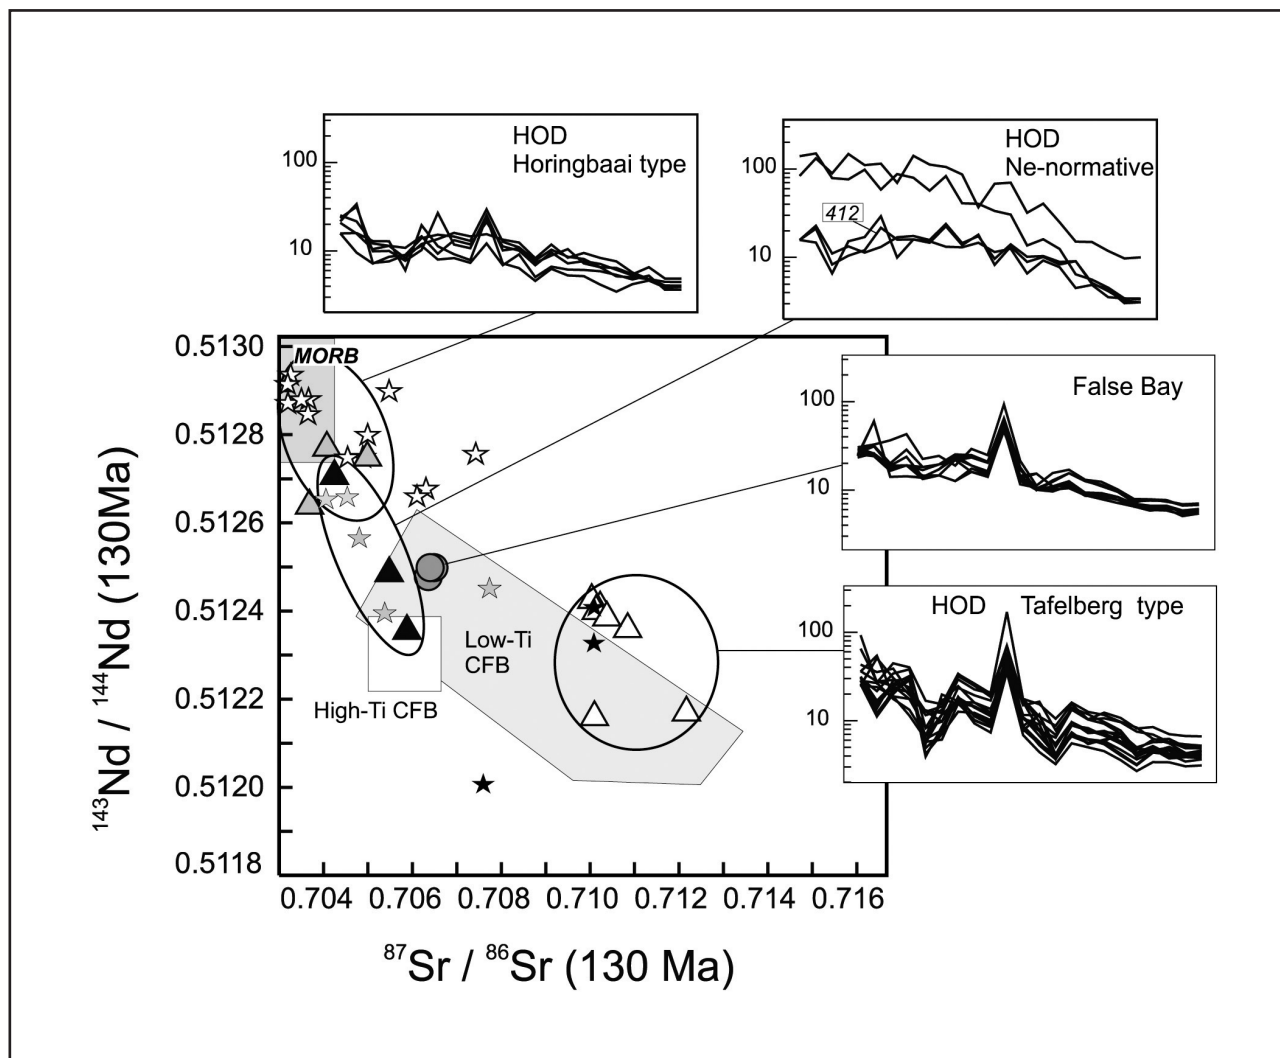 HOD
Horingbaai type
100
10
HOD
Ne-normative
100
10
412
False Bay
100
10
HOD Tafelberg type
100
10
MORB
Low-Ti
CFB
High-Ti CFB
0.5130
0.5128
0.5126
0.5124
0.5122
0.5120
0.5118
143Nd / 144Nd (130Ma)
0.704 0.706 0.708 0.710 0.712 0.714 0.716
87Sr / 86Sr (130 Ma)